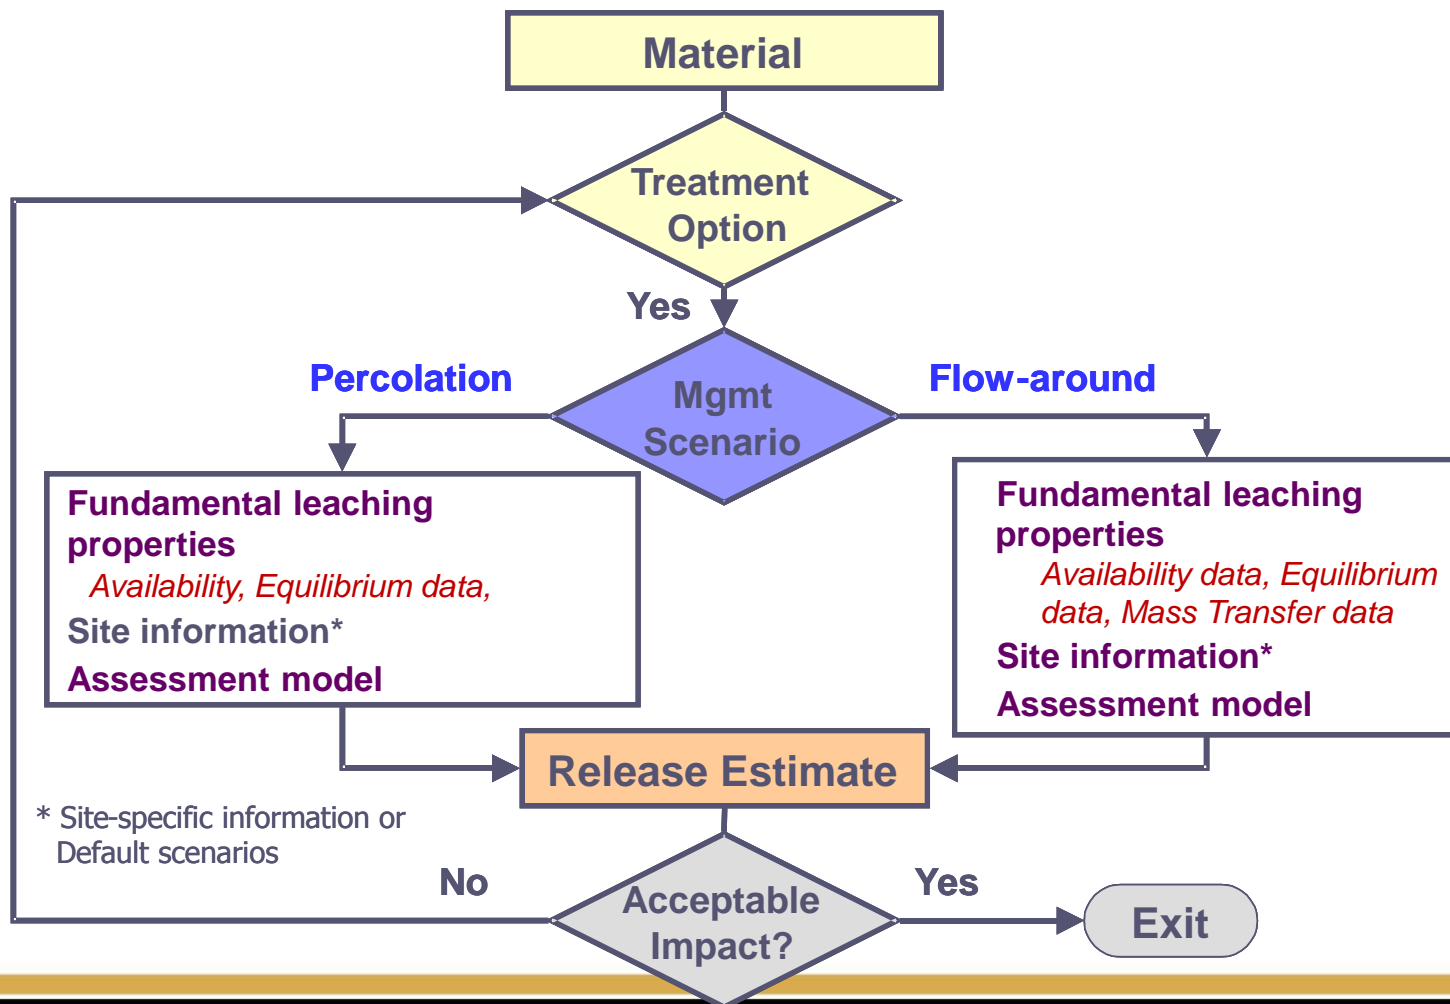 Material
Treatment
Option
Yes
Percolation
Flow-around
Mgmt
Scenario
Fundamental leaching
properties
Availability, Equilibrium data,
Site information*
Assessment model
Fundamental leaching
properties
Availability data, Equilibrium
data, Mass Transfer data
Site information*
Assessment model
Release Estimate
* Site-specific information or
Default scenarios
No
Yes
Acceptable
Impact?
Exit